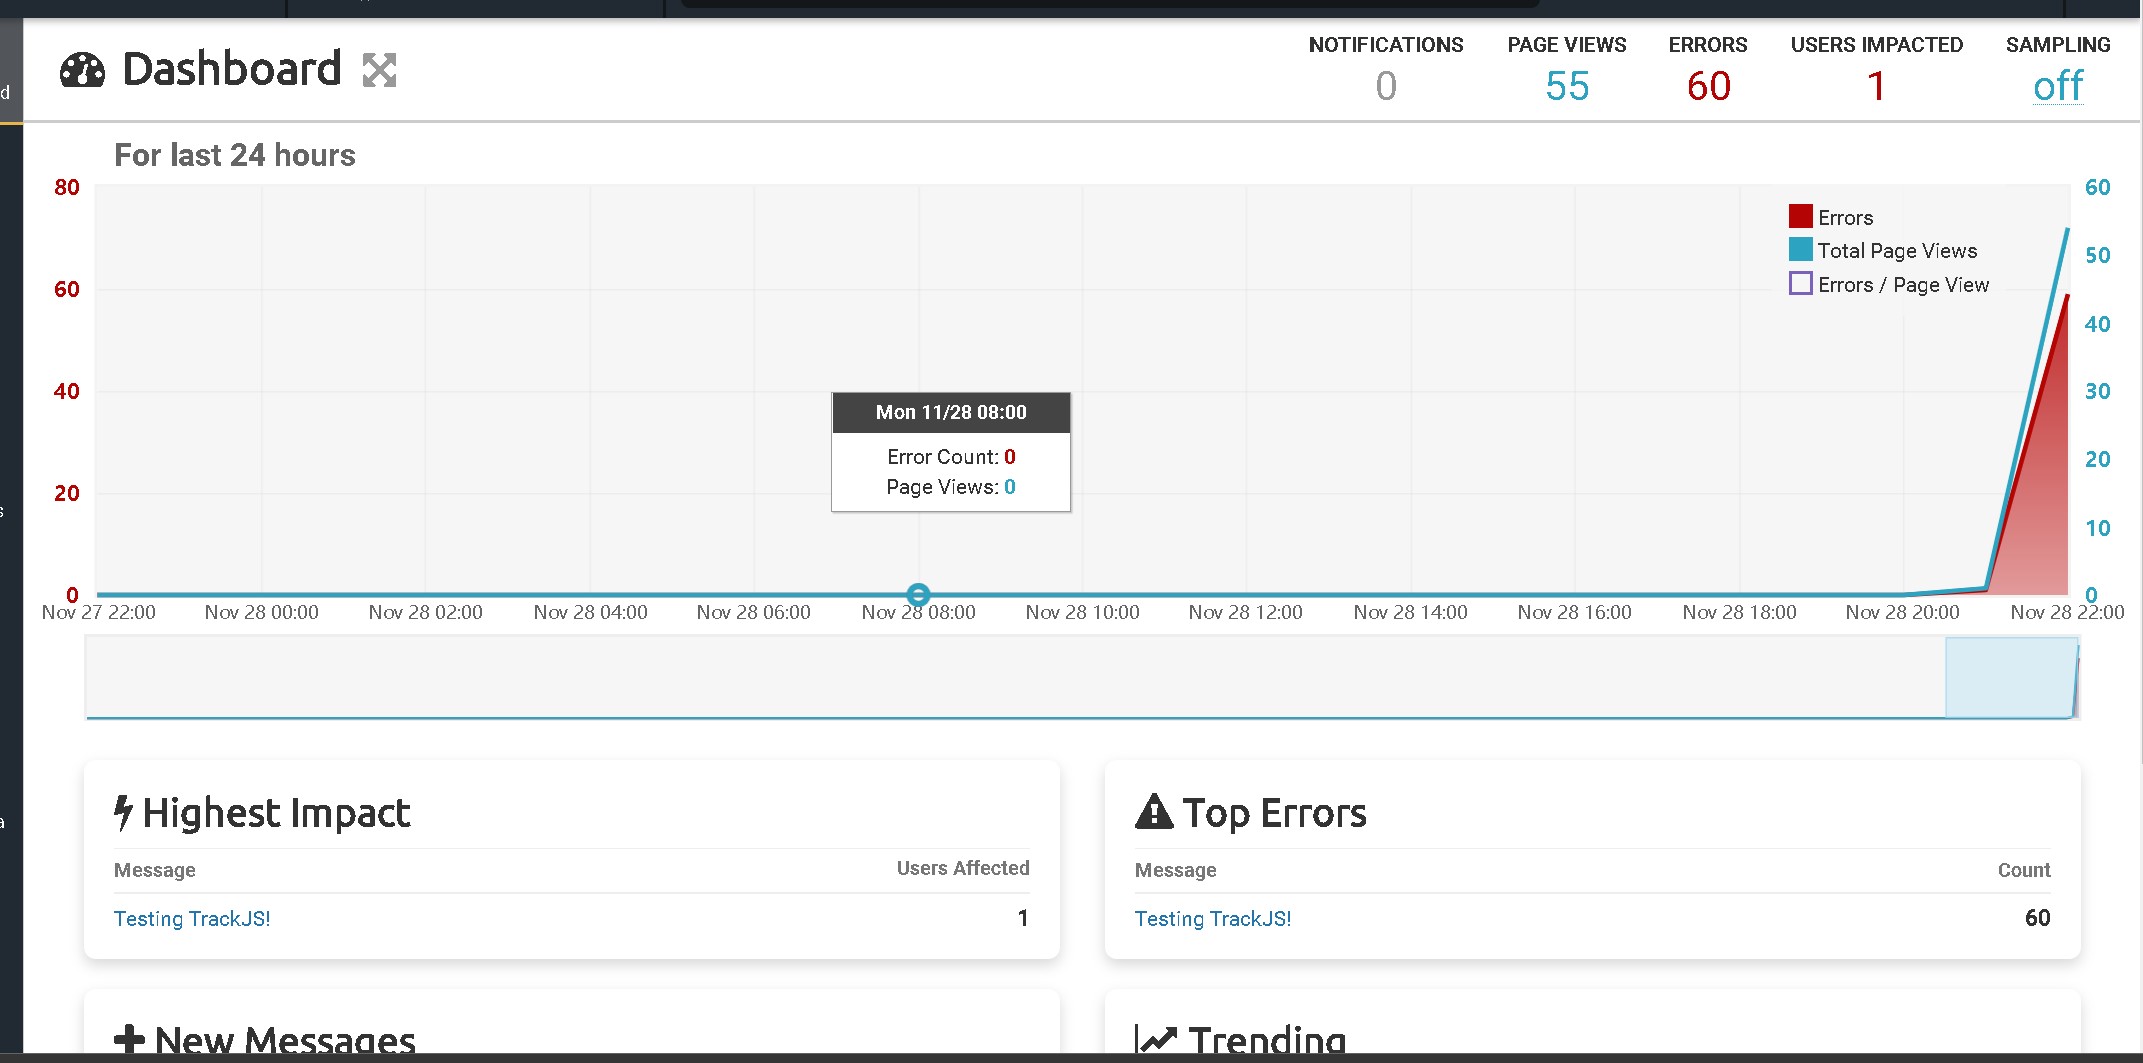 Dashboard
NOTIFICATIONS
0
PAGE VIEWS
55
ERRORS
60
USERS IMPACTED
1
SAMPLING
off
d
For last 24 hours
80
60
40
20
0
60
50
40
30
20
10
0
Errors
Total Page Views
Errors / Page View
Mon 11/28 08:00
Error Count: 0
Page Views: 0
Nov 27 22:00
Nov 28 00:00
Nov 28 02:00
Nov 28 04:00
Nov 28 06:00
Nov 28 08:00
Nov 28 10:00
Nov 28 12:00
Nov 28 14:00
Nov 28 16:00
Nov 28 18:00
Nov 28 20:00
Nov 28 22:00
s
a
Highest Impact
Message Users Affected
Testing TrackJS! 1
Top Errors
Message Count
Testing TrackJS! 60
New Messages
Trending